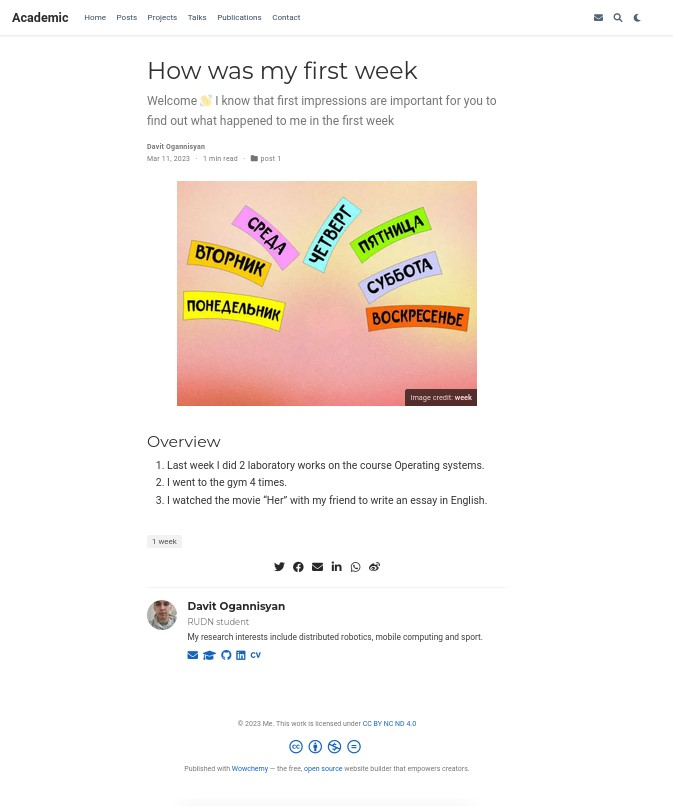 Academic Home Posts Projects Talks Publications Contact
How was my first week
Welcome 👋 I know that first impressions are important for you to
find out what happened to me in the first week
Davit Ogannisyan
Mar 11, 2023 · 1 min read · post 1
ПОНЕДЕЛЬНИК
ВТОРНИК
СРЕДА
ЧЕТВЕРГ
ПЯТНИЦА
СУББОТА
ВОСКРЕСЕНЬЕ
Image credit: week
Overview
1. Last week I did 2 laboratory works on the course Operating systems.
2. I went to the gym 4 times.
3. I watched the movie “Her” with my friend to write an essay in English.
1 week
Davit Ogannisyan
RUDN student
My research interests include distributed robotics, mobile computing and sport.
CV
© 2023 Me. This work is licensed under CC BY NC ND 4.0
Published with Wowchemy — the free, open source website builder that empowers creators.